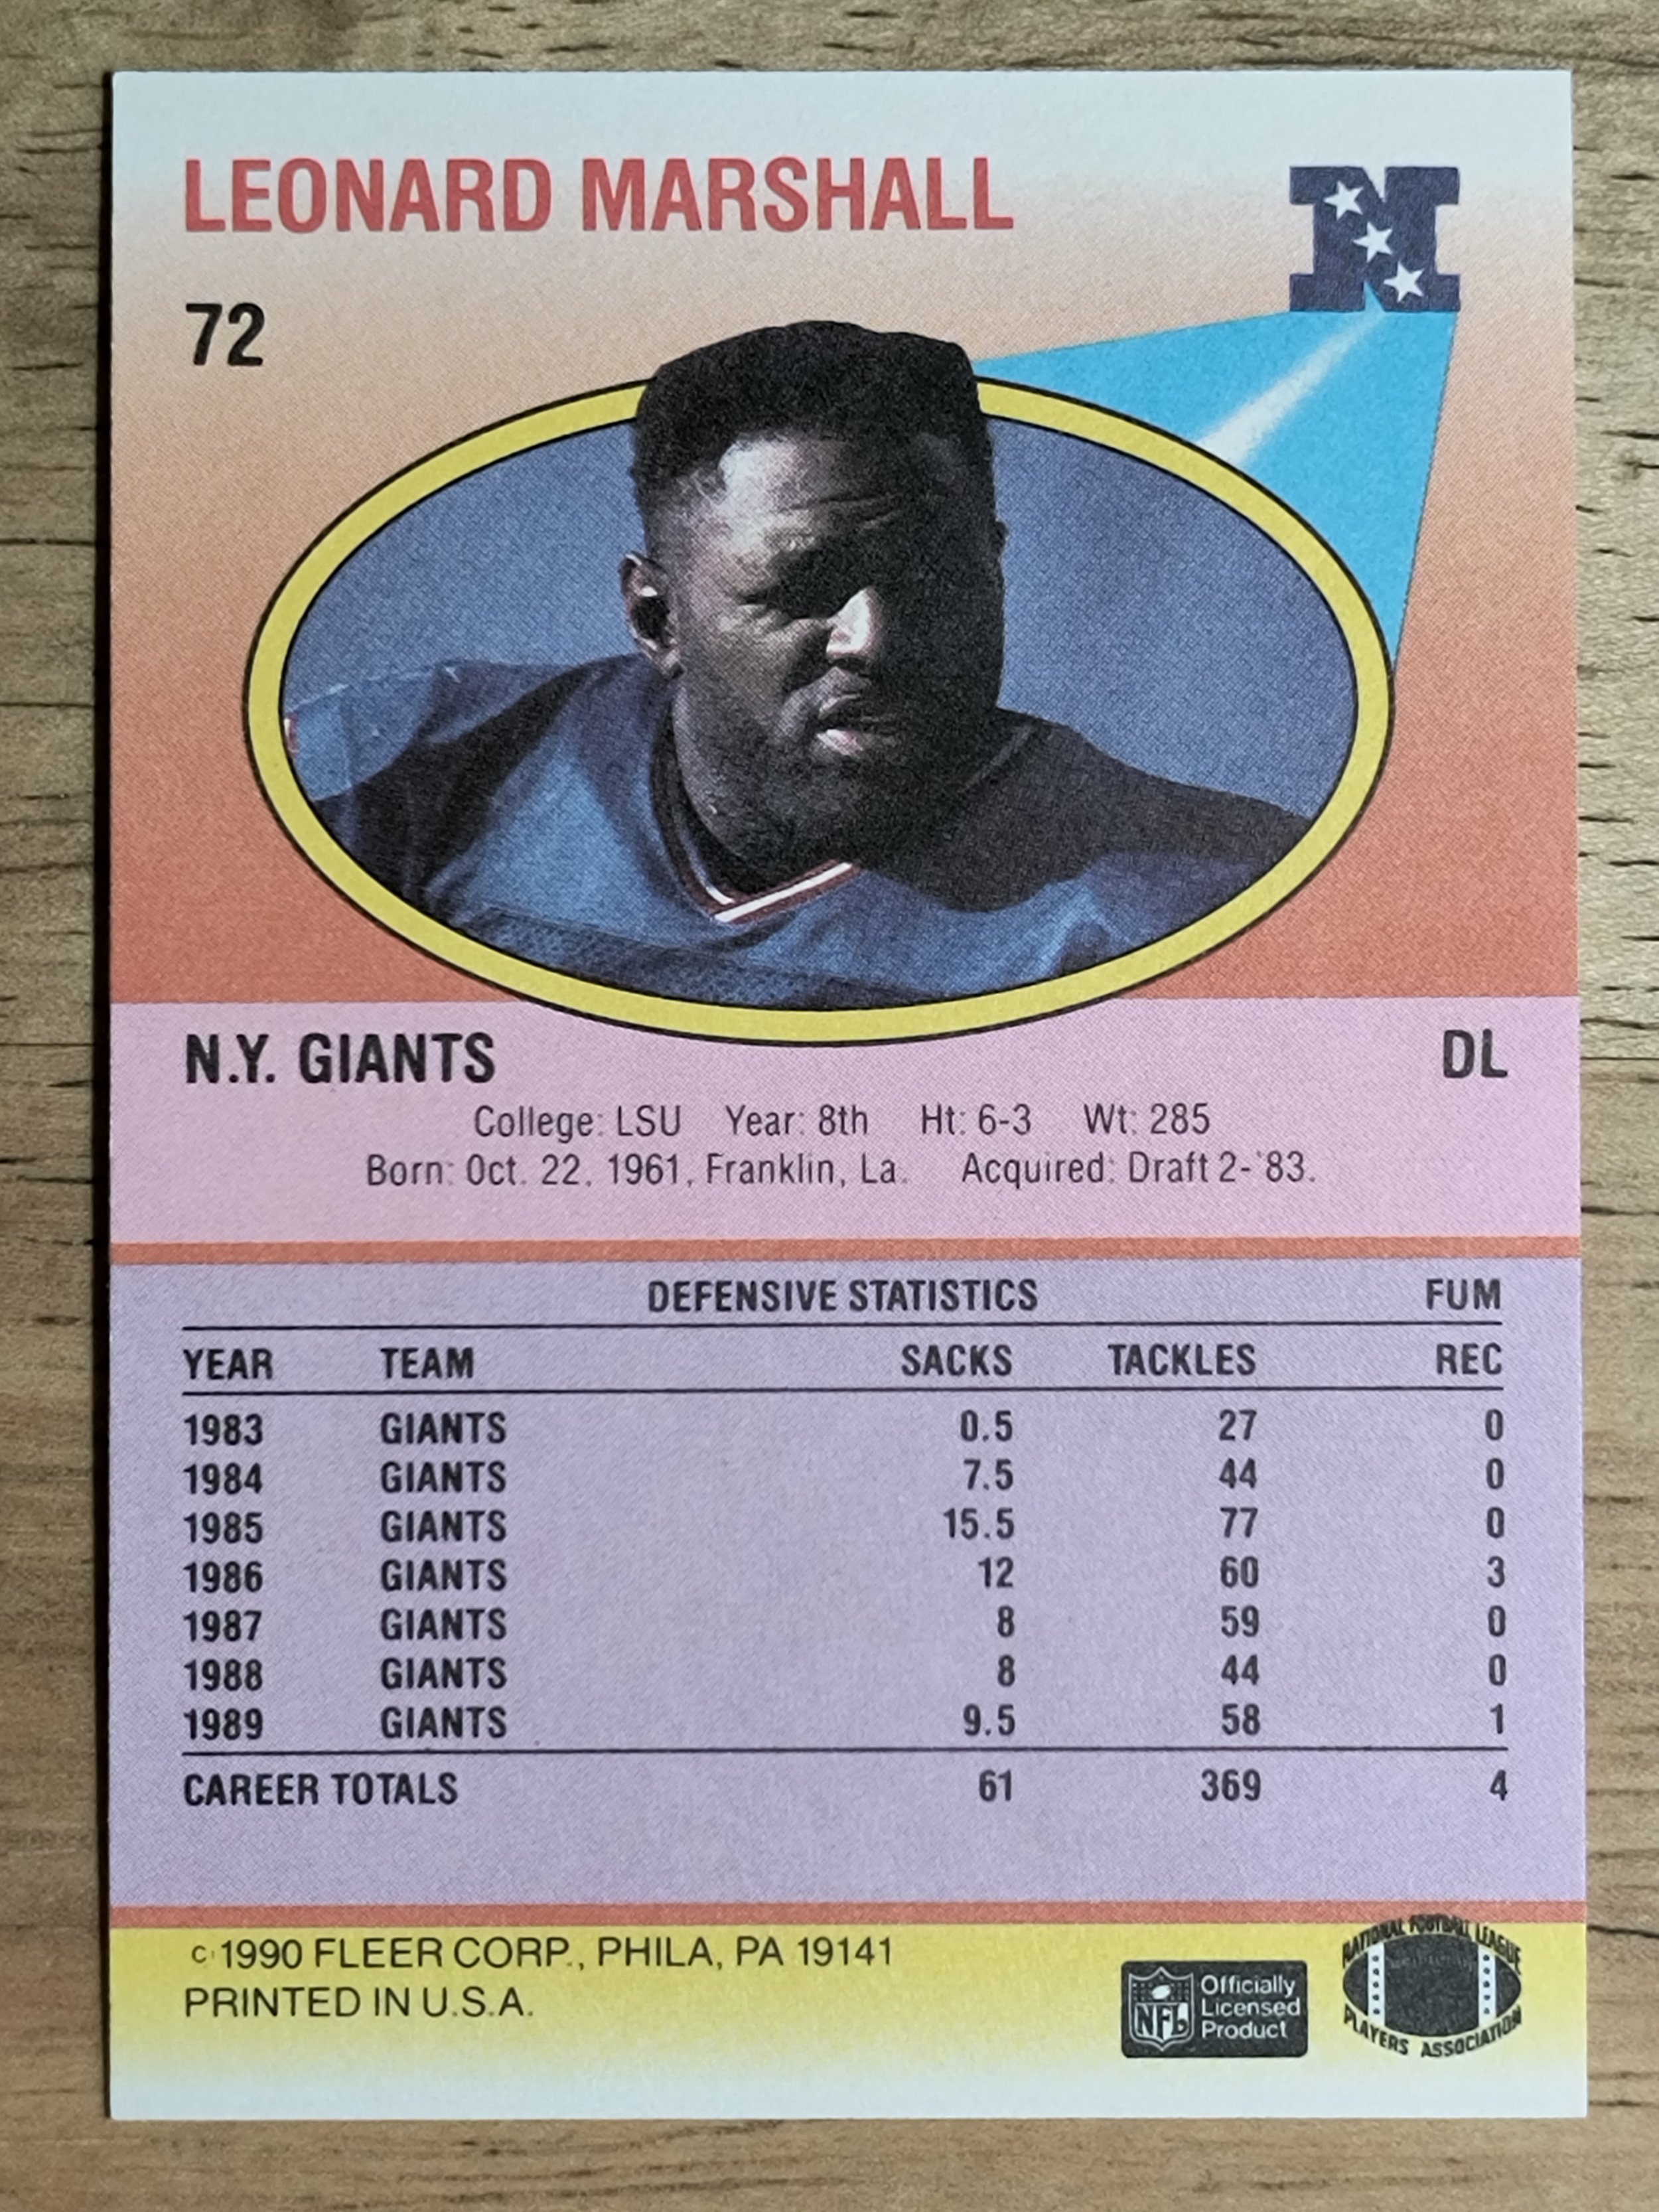 LEONARD MARSHALL
N
72
N.Y. GIANTS DL
College: LSU Year: 8th Ht: 6-3 Wt: 285
Born: Oct. 22, 1961, Franklin, La. Acquired: Draft 2-'83.
DEFENSIVE STATISTICS FUM
YEAR TEAM SACKS TACKLES REC
1983 GIANTS 0.5 27 0
1984 GIANTS 7.5 44 0
1985 GIANTS 15.5 77 0
1986 GIANTS 12 60 3
1987 GIANTS 8 59 0
1988 GIANTS 8 44 0
1989 GIANTS 9.5 58 1
CAREER TOTALS 61 369 4
© 1990 FLEER CORP., PHILA, PA 19141
PRINTED IN U.S.A.
NFL
Officially
Licensed
Product
NATIONAL FOOTBALL LEAGUE
PLAYERS ASSOCIATION